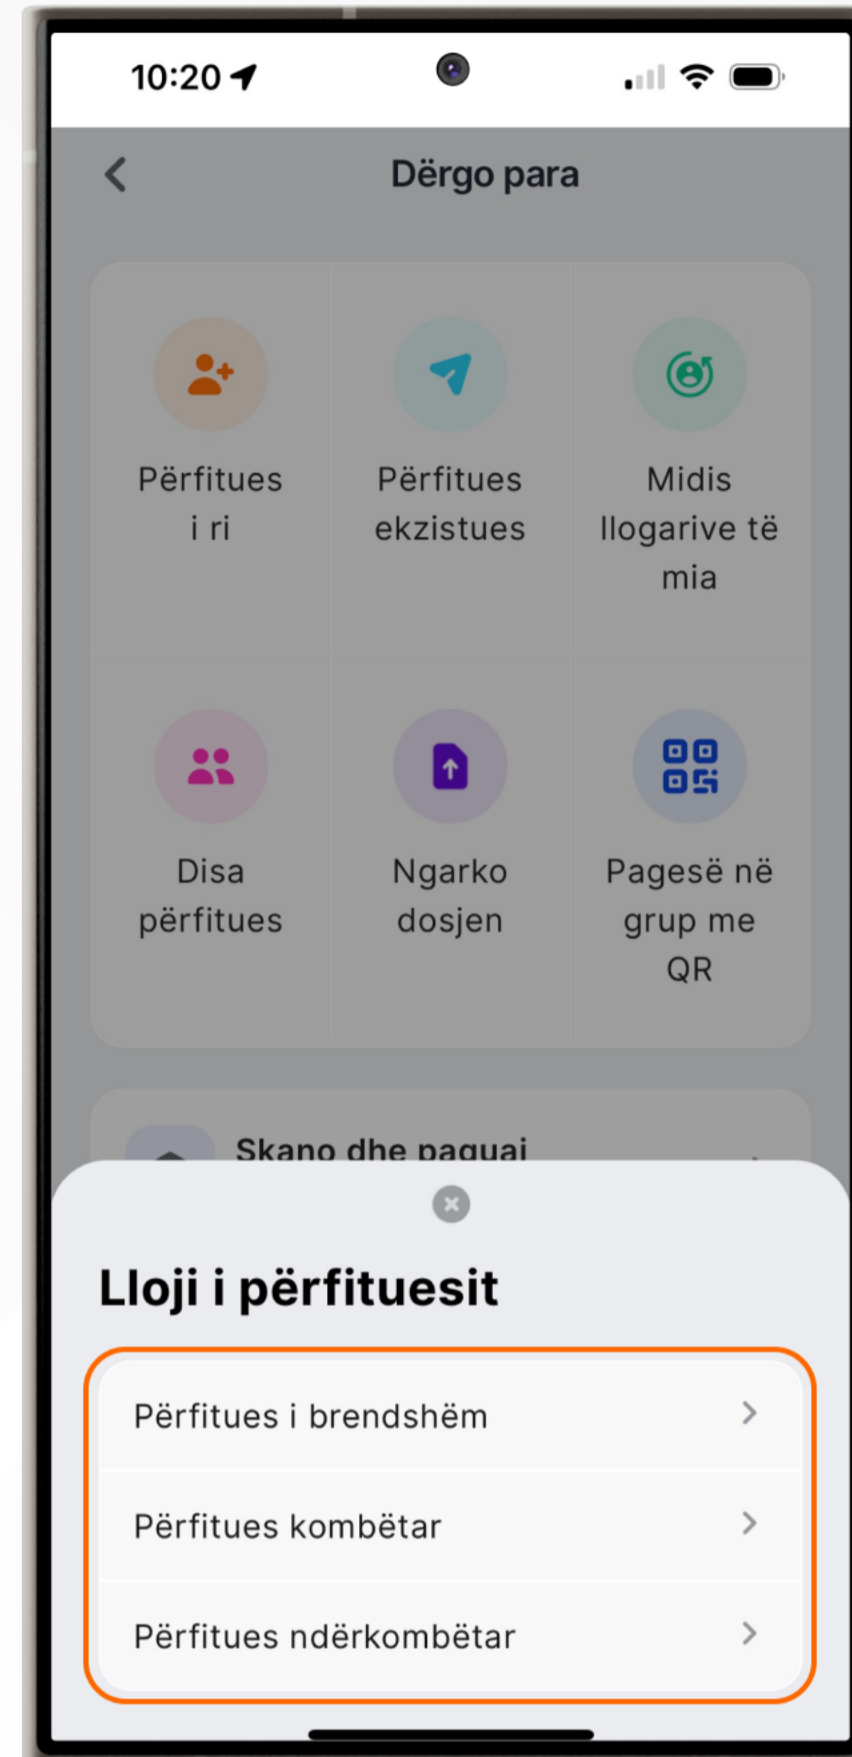 10:20
Dërgo para
Përfitues
i ri
Përfitues
ekzistues
Midis
llogarive të
mia
Disa
përfitues
Ngarko
dosjen
Pagesë në
grup me
QR
Skano dhe paguaj
Lloji i përfituesit
Përfitues i brendshëm
Përfitues kombëtar
Përfitues ndërkombëtar